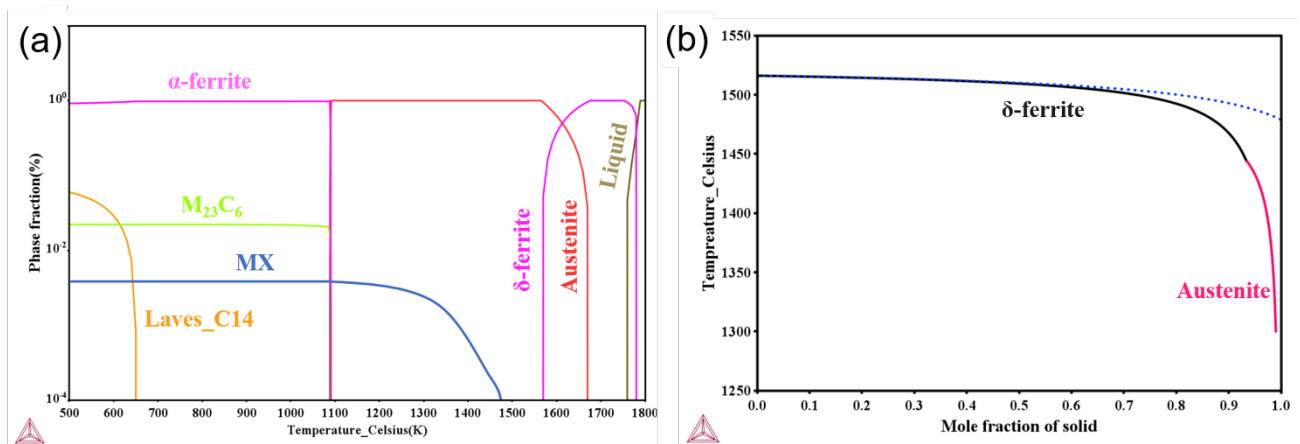 (a)
Phase fraction(%)
10⁰
10⁻²
10⁻⁴
α-ferrite
M₂₃C₆
MX
Laves_C14
δ-ferrite
Austenite
Liquid
500 600 700 800 900 1000 1100 1200 1300 1400 1500 1600 1700 1800
Temperature_Celsius(K)
(b)
Tempreature_Celsius
1550
1500
1450
1400
1350
1300
1250
δ-ferrite
Austenite
0.0 0.1 0.2 0.3 0.4 0.5 0.6 0.7 0.8 0.9 1.0
Mole fraction of solid